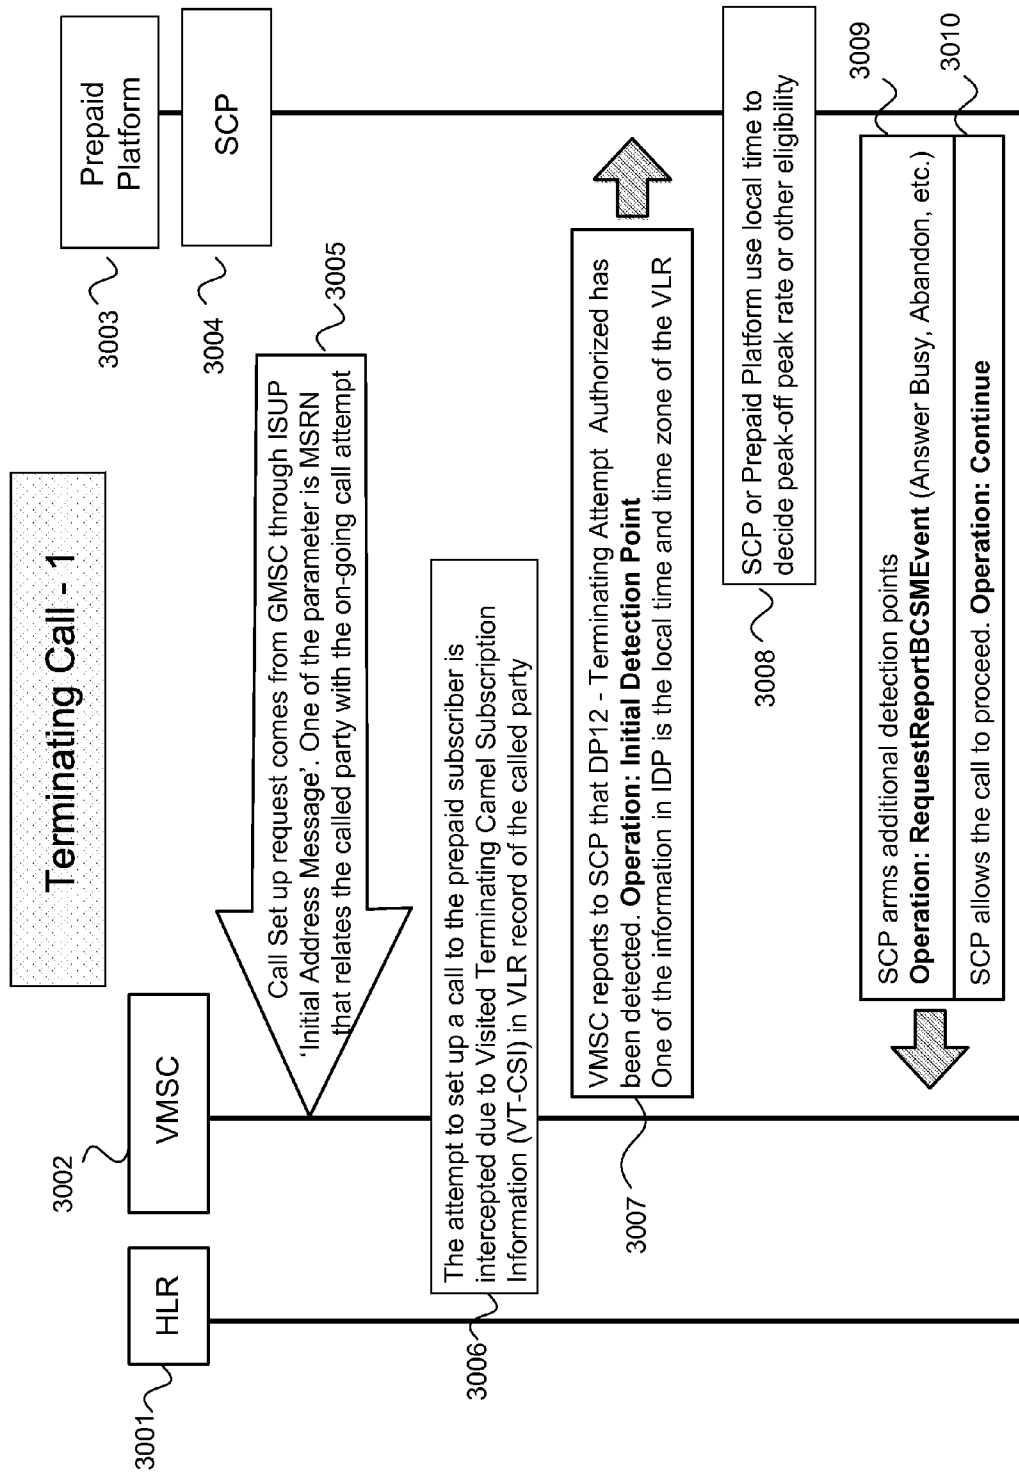 Terminating Call - 1
3001
HLR
3002
VMSC
3003
Prepaid
Platform
3004
SCP
3005
Call Set up request comes from GMSC through ISUP
'Initial Address Message'. One of the parameter is MSRN
that relates the called party with the on-going call attempt
3006
The attempt to set up a call to the prepaid subscriber is
intercepted due to Visited Terminating Camel Subscription
Information (VT-CSI) in VLR record of the called party
3007
VMSC reports to SCP that DP12 - Terminating Attempt Authorized has
been detected. Operation: Initial Detection Point
One of the information in IDP is the local time and time zone of the VLR
3008
SCP or Prepaid Platform use local time to
decide peak-off peak rate or other eligibility
3009
SCP arms additional detection points
Operation: RequestReportBCSMEvent (Answer Busy, Abandon, etc.)
3010
SCP allows the call to proceed. Operation: Continue